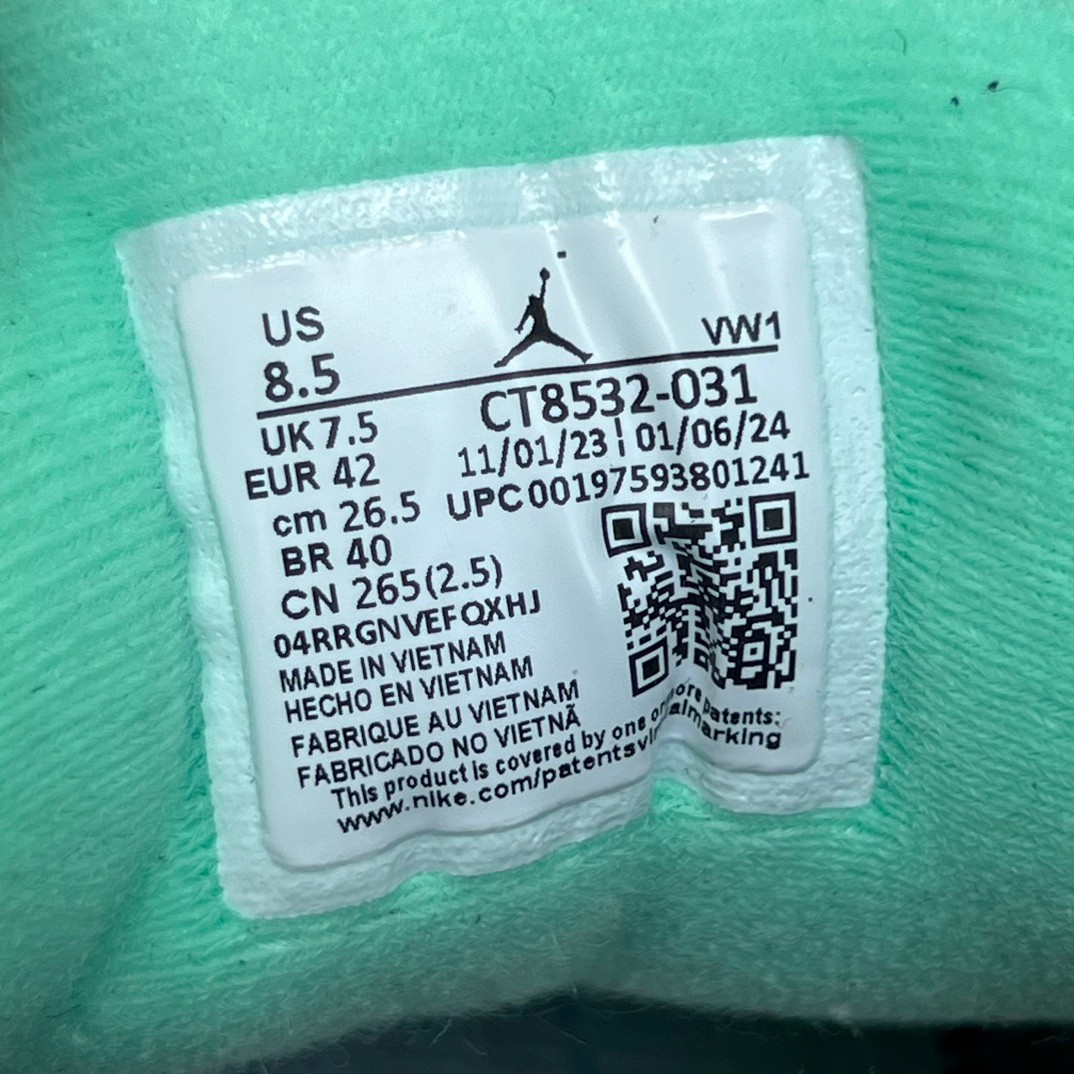 US
8.5
VW1
UK 7.5
CT8532-031
EUR 42
11/01/23 ¦ 01/06/24
cm 26.5
UPC 00197593801241
BR 40
CN 265(2.5)
04RRGNVEFQXHJ
MADE IN VIETNAM
HECHO EN VIETNAM
FABRIQUE AU VIETNAM
FABRICADO NO VIETNÃ
This product is covered by one or more patents:
www.nike.com/patentsvi almarking